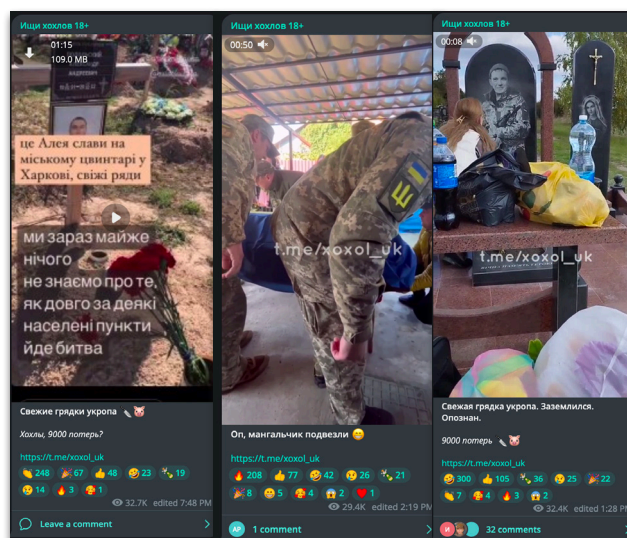 Ищи хохлов 18+
01:15
109.0 MB
це Алея слави на
міському цвинтарі у
Харкові, свіжі ряди
ми зараз майже
нічого
не знаємо про те,
як довго за деякі
населені пункти
йде битва
Свежие грядки укропа
Хохлы, 9000 потерь?
https://t.me/xoxol_uk
248 67 48 23 19
14 3 1
32.7K edited 7:48 PM
Leave a comment
Ищи хохлов 18+
00:50
t.me/xoxol_uk
Оп, мангальчик подвезли
https://t.me/xoxol_uk
208 77 42 26 21
8 5 4 2 1
29.4K edited 2:19 PM
AP
1 comment
Ищи хохлов 18+
00:08
t.me/xoxol_uk
Свежая грядка укропа. Заземлился.
Опознан.
9000 потерь
https://t.me/xoxol_uk
300 105 36 25 22
7 4 3 2
32.4K edited 1:28 PM
И
32 comments